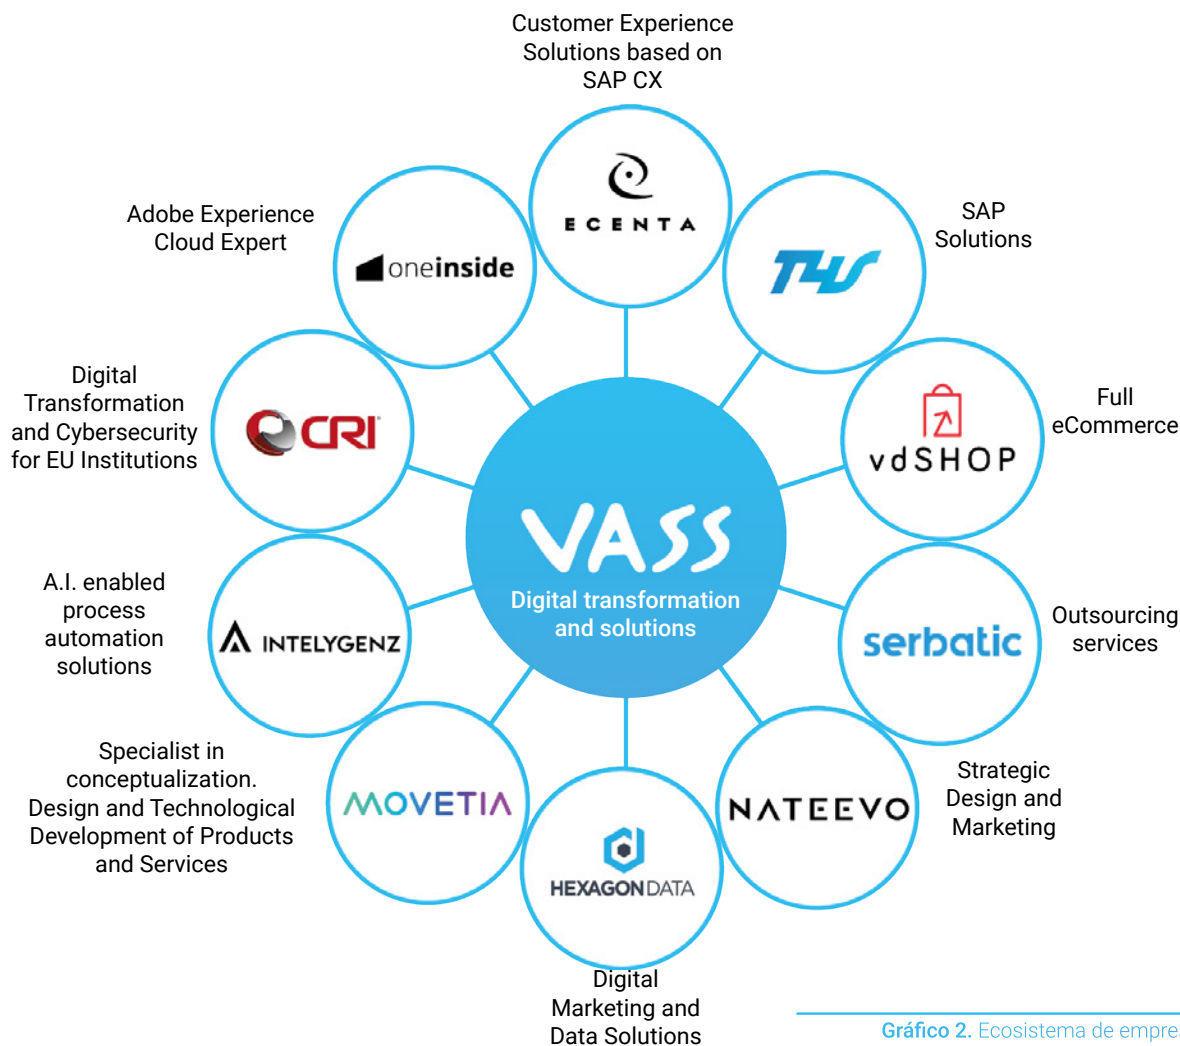 Customer Experience
Solutions based on
SAP CX
ECENTA
Adobe Experience
Cloud Expert
oneinside
T4S
SAP
Solutions
Digital
Transformation
and Cybersecurity
for EU Institutions
CRI
vdSHOP
Full
eCommerce
VASS
Digital transformation
and solutions
A.I. enabled
process
automation
solutions
INTELYGENZ
serbatic
Outsourcing
services
Specialist in
conceptualization.
Design and Technological
Development of Products
and Services
MOVETIA
HEXAGON DATA
NATEEVO
Strategic
Design and
Marketing
Digital
Marketing and
Data Solutions
Gráfico 2. Ecosistema de empre